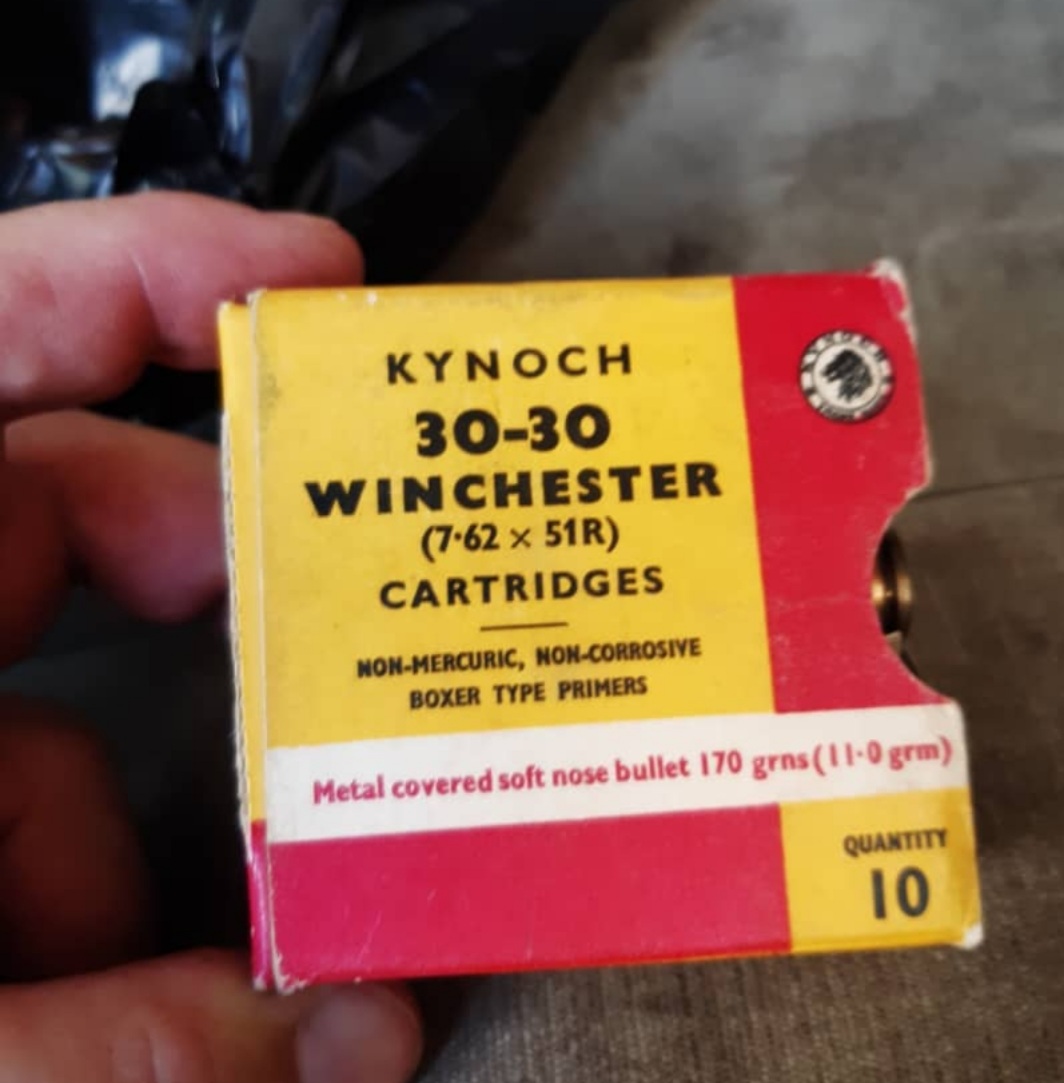 KYNOCH
30-30
WINCHESTER
(7·62 × 51R)
CARTRIDGES
NON-MERCURIC, NON-CORROSIVE
BOXER TYPE PRIMERS
Metal covered soft nose bullet 170 grns (11·0 grm)
QUANTITY
10
KYNOCH